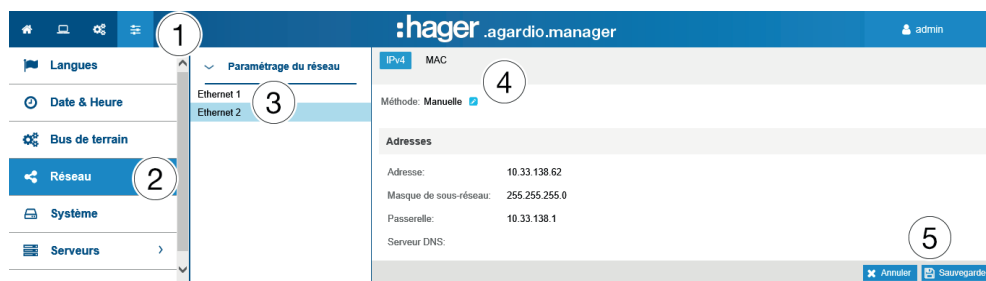 1
:hager .agardio.manager
admin
Langues
Date & Heure
Bus de terrain
Réseau
2
Système
Serveurs
Paramétrage du réseau
Ethernet 1
Ethernet 2
3
IPv4 MAC
4
Méthode: Manuelle
Adresses
Adresse: 10.33.138.62
Masque de sous-réseau: 255.255.255.0
Passerelle: 10.33.138.1
Serveur DNS:
5
Annuler Sauvegarde